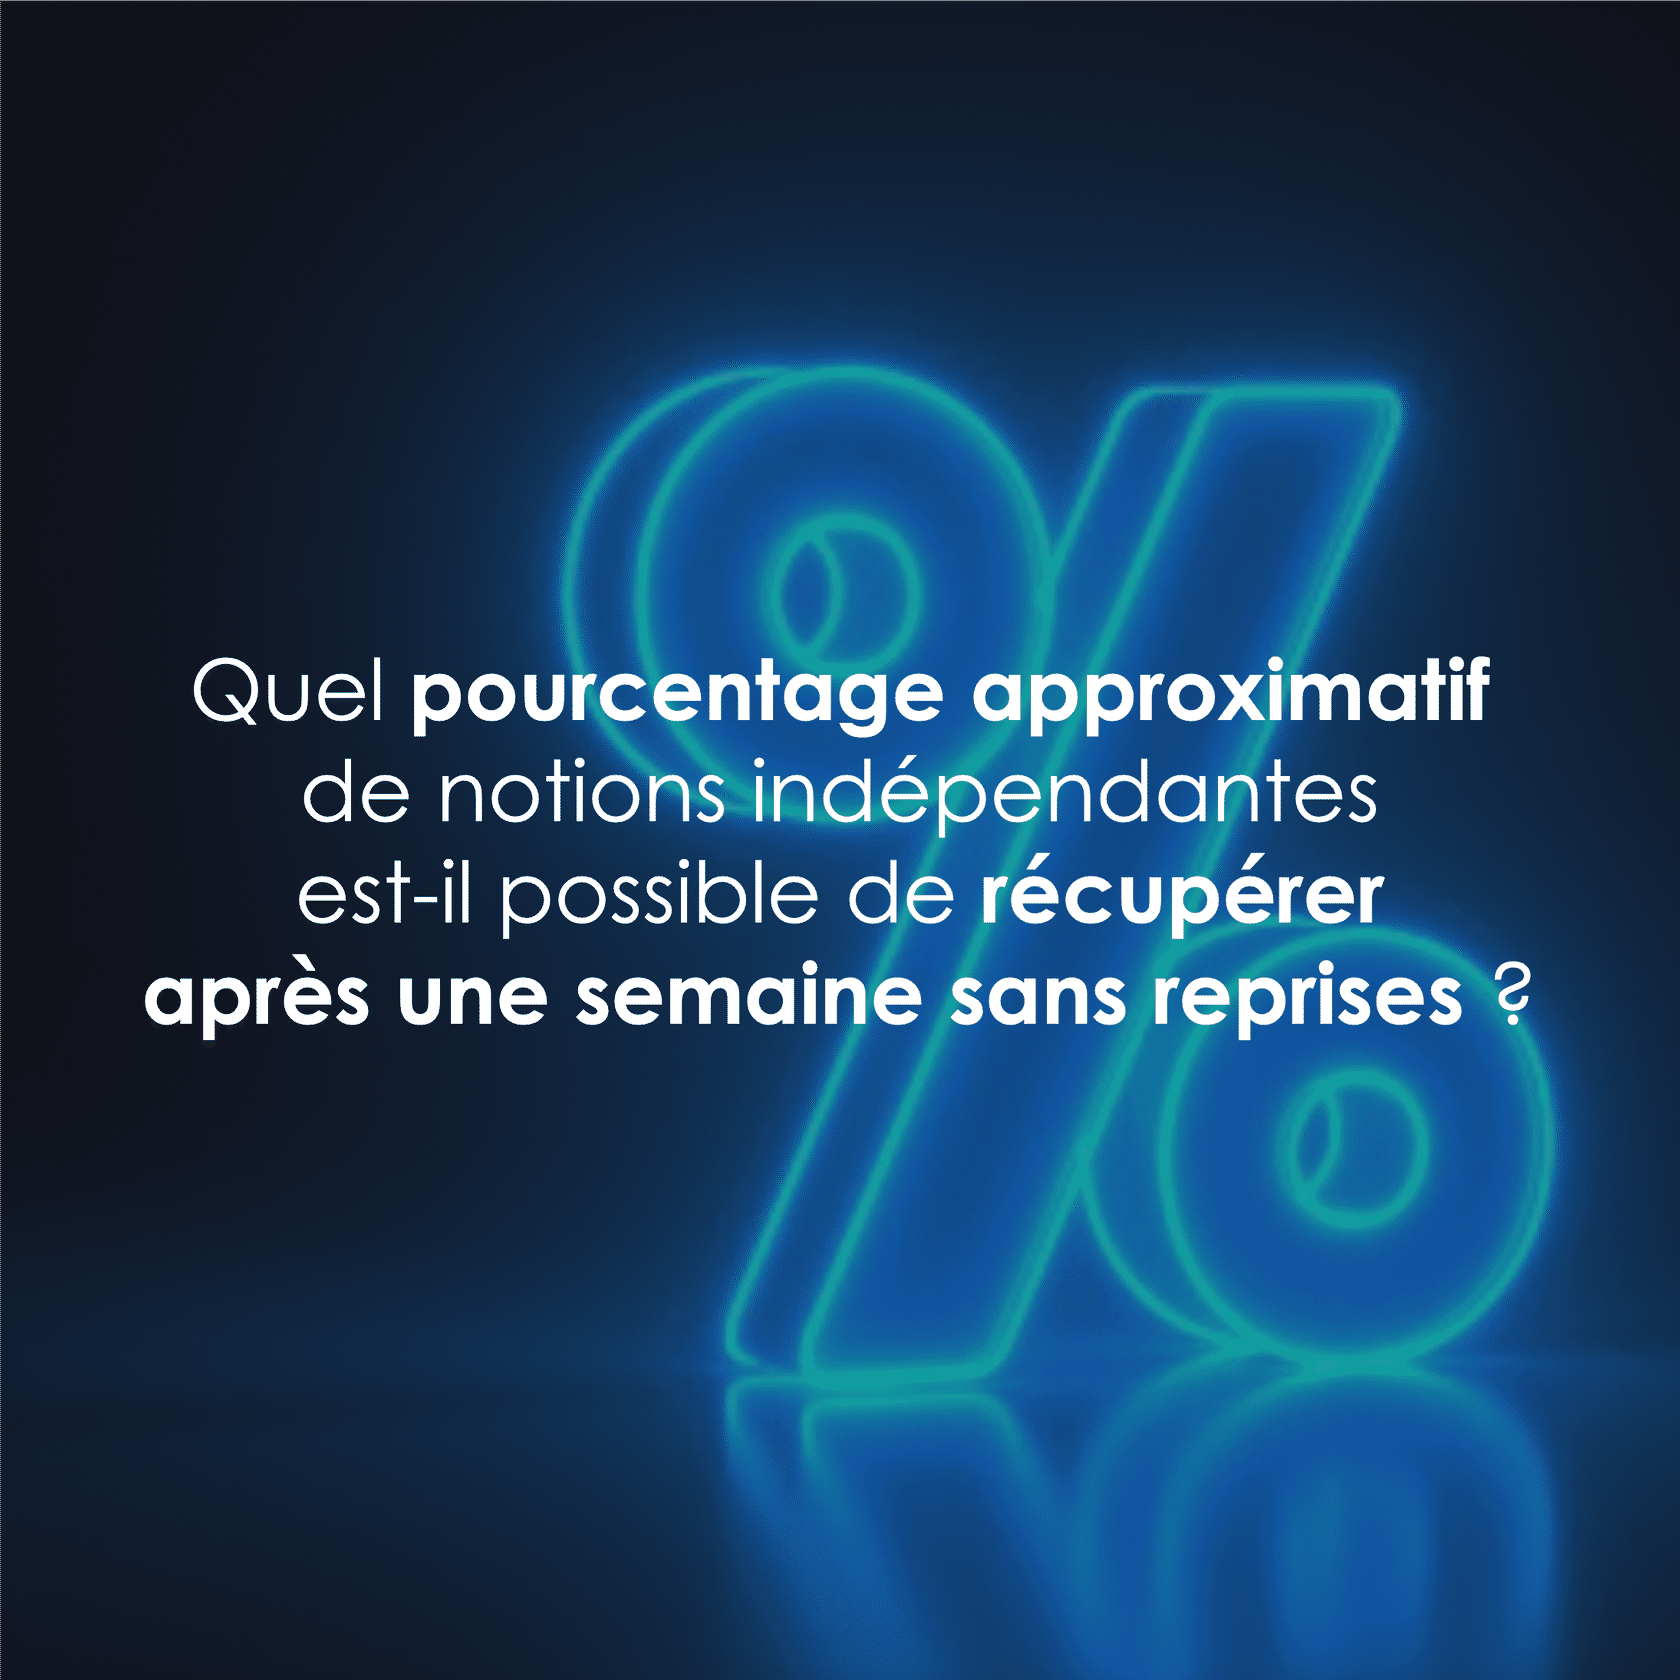 Quel pourcentage approximatif
de notions indépendantes
est-il possible de récupérer
après une semaine sans reprises ?